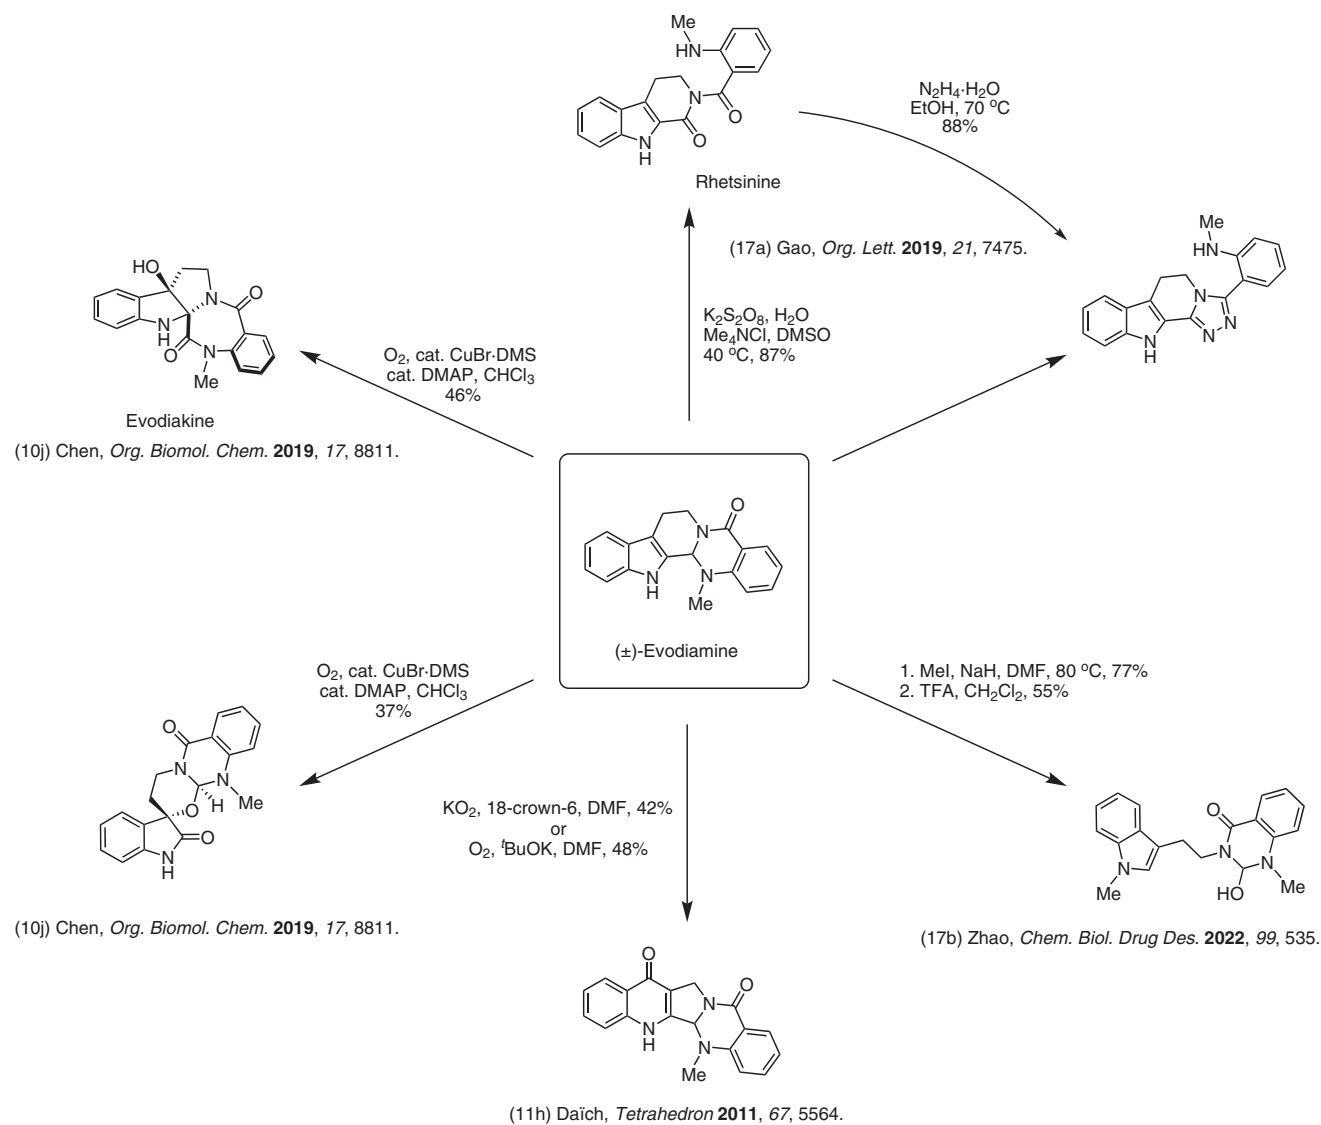 Me
HN
N
O
O
N
H
Rhetsinine
N2H4·H2O
EtOH, 70 ºC
88%
(17a) Gao, Org. Lett. 2019, 21, 7475.
K2S2O8, H2O
Me4NCl, DMSO
40 ºC, 87%
Me
HN
N
N
N
N
H
HO
N
O
N
H
O
N
Me
Evodiakine
(10j) Chen, Org. Biomol. Chem. 2019, 17, 8811.
O2, cat. CuBr·DMS
cat. DMAP, CHCl3
46%
O
N
N
H
N
Me
(±)-Evodiamine
O2, cat. CuBr·DMS
cat. DMAP, CHCl3
37%
O
N
N
H
Me
O
O
N
H
(10j) Chen, Org. Biomol. Chem. 2019, 17, 8811.
KO2, 18-crown-6, DMF, 42%
or
O2, tBuOK, DMF, 48%
1. MeI, NaH, DMF, 80 ºC, 77%
2. TFA, CH2Cl2, 55%
O
N
N
N
Me
HO
Me
(17b) Zhao, Chem. Biol. Drug Des. 2022, 99, 535.
O
O
N
N
H
N
Me
(11h) Daïch, Tetrahedron 2011, 67, 5564.